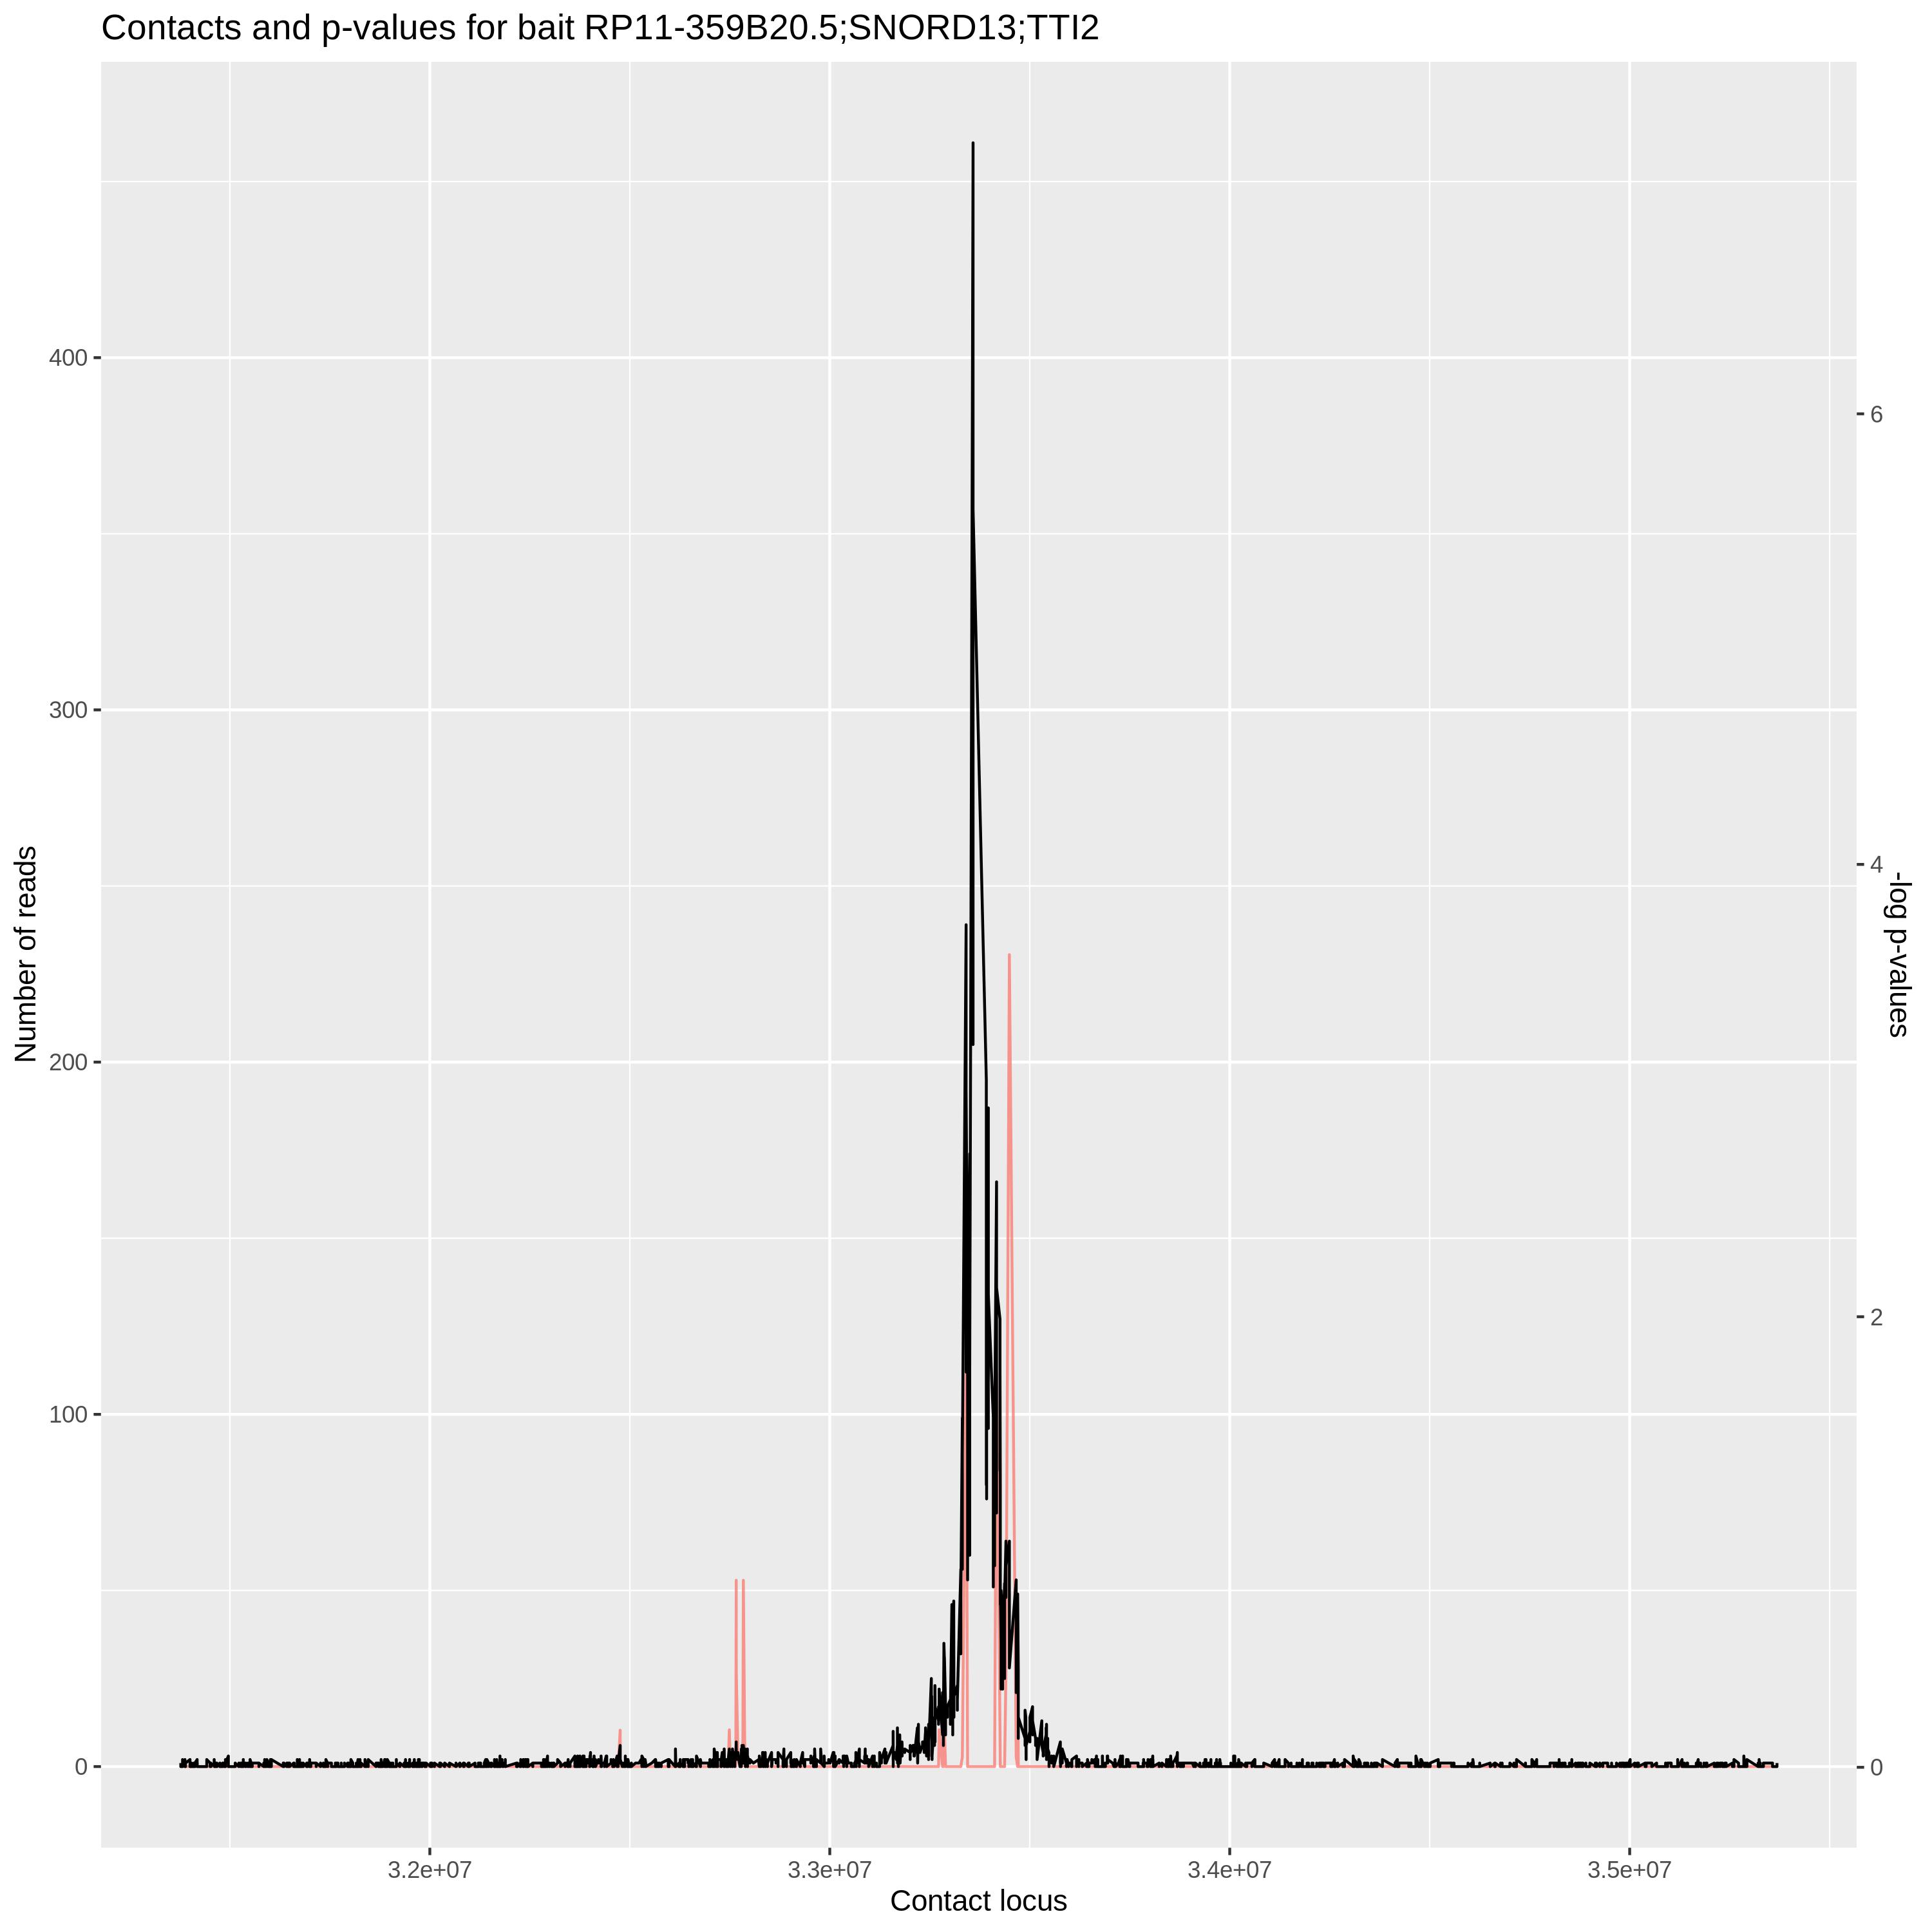 Contacts and p-values for bait RP11-359B20.5;SNORD13;TTI2
Number of reads
400
300
200
100
0
6
4
2
0
-log p-values
3.2e+07
3.3e+07
3.4e+07
3.5e+07
Contact locus